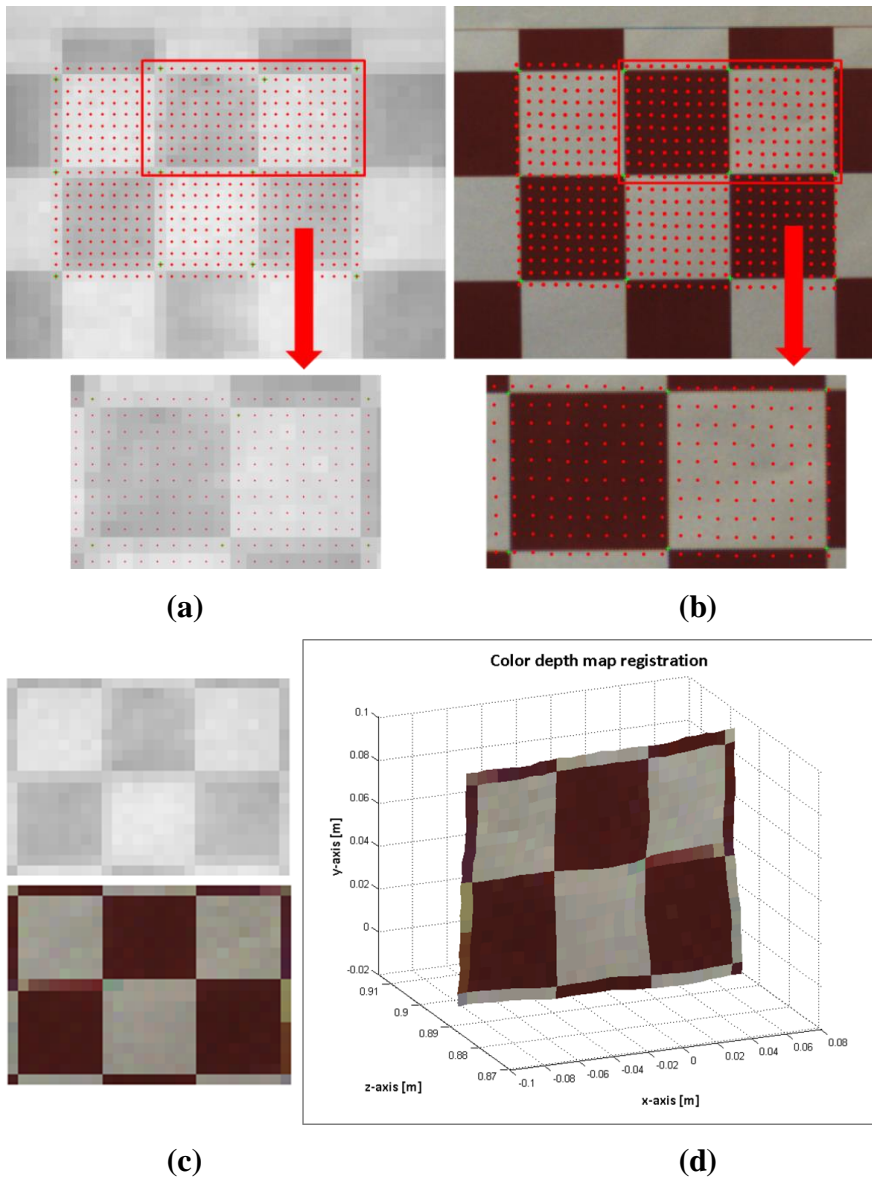 (a)
(b)
Color depth map registration
0.1
0.08
0.06
0.04
0.02
0
-0.02
y-axis [m]
0.91
0.9
0.89
0.88
0.87
z-axis [m]
-0.1
-0.08
-0.06
-0.04
-0.02
0
0.02
0.04
0.06
0.08
x-axis [m]
(c)
(d)